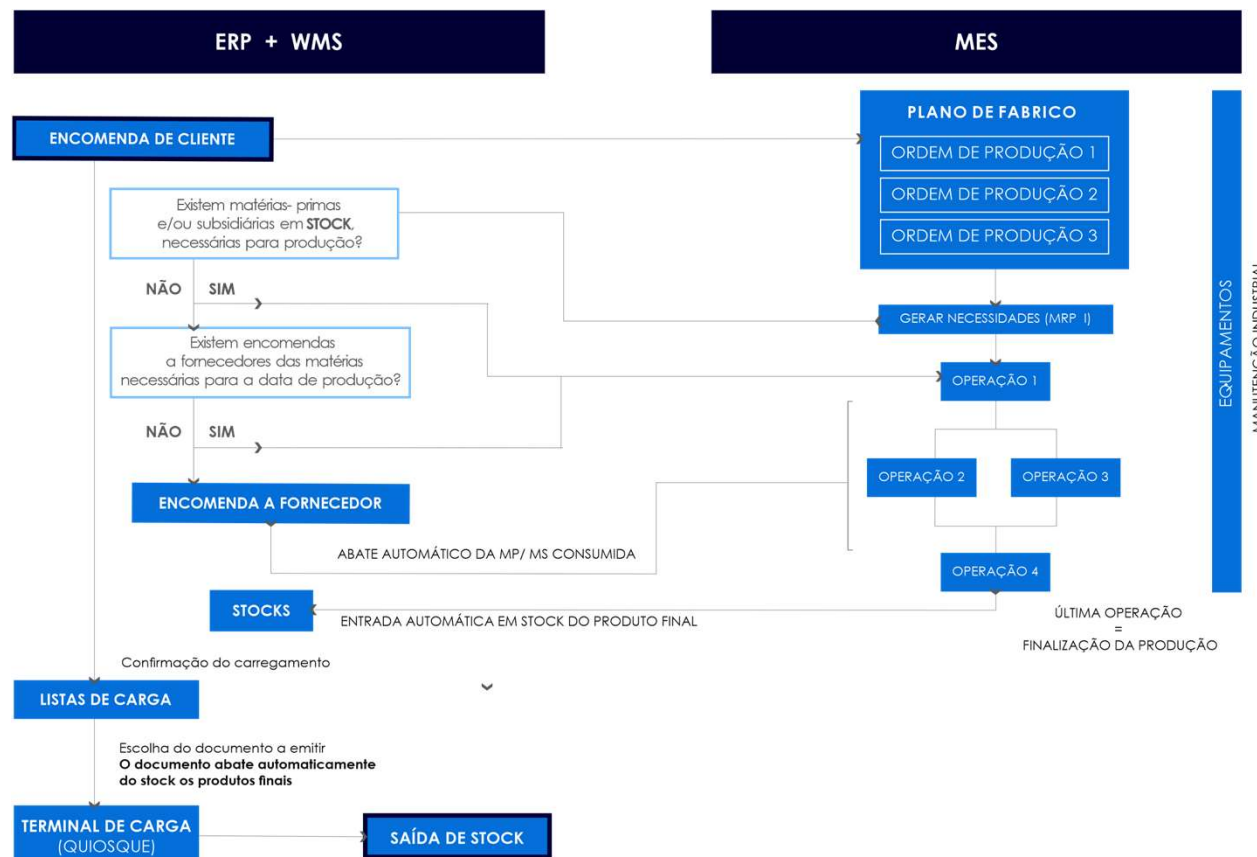 ERP + WMS
MES
ENCOMENDA DE CLIENTE
PLANO DE FABRICO
ORDEM DE PRODUÇÃO 1
ORDEM DE PRODUÇÃO 2
ORDEM DE PRODUÇÃO 3
Existem matérias- primas
e/ou subsidiárias em STOCK,
necessárias para produção?
NÃO SIM
GERAR NECESSIDADES (MRP I)
Existem encomendas
a fornecedores das matérias
necessárias para a data de produção?
OPERAÇÃO 1
NÃO SIM
OPERAÇÃO 2
OPERAÇÃO 3
ENCOMENDA A FORNECEDOR
ABATE AUTOMÁTICO DA MP/ MS CONSUMIDA
OPERAÇÃO 4
STOCKS
ENTRADA AUTOMÁTICA EM STOCK DO PRODUTO FINAL
ÚLTIMA OPERAÇÃO
=
FINALIZAÇÃO DA PRODUÇÃO
EQUIPAMENTOS
MANUTENÇÃO INDUSTRIAL
Confirmação do carregamento
LISTAS DE CARGA
Escolha do documento a emitir
O documento abate automaticamente
do stock os produtos finais
TERMINAL DE CARGA
(QUIOSQUE)
SAÍDA DE STOCK